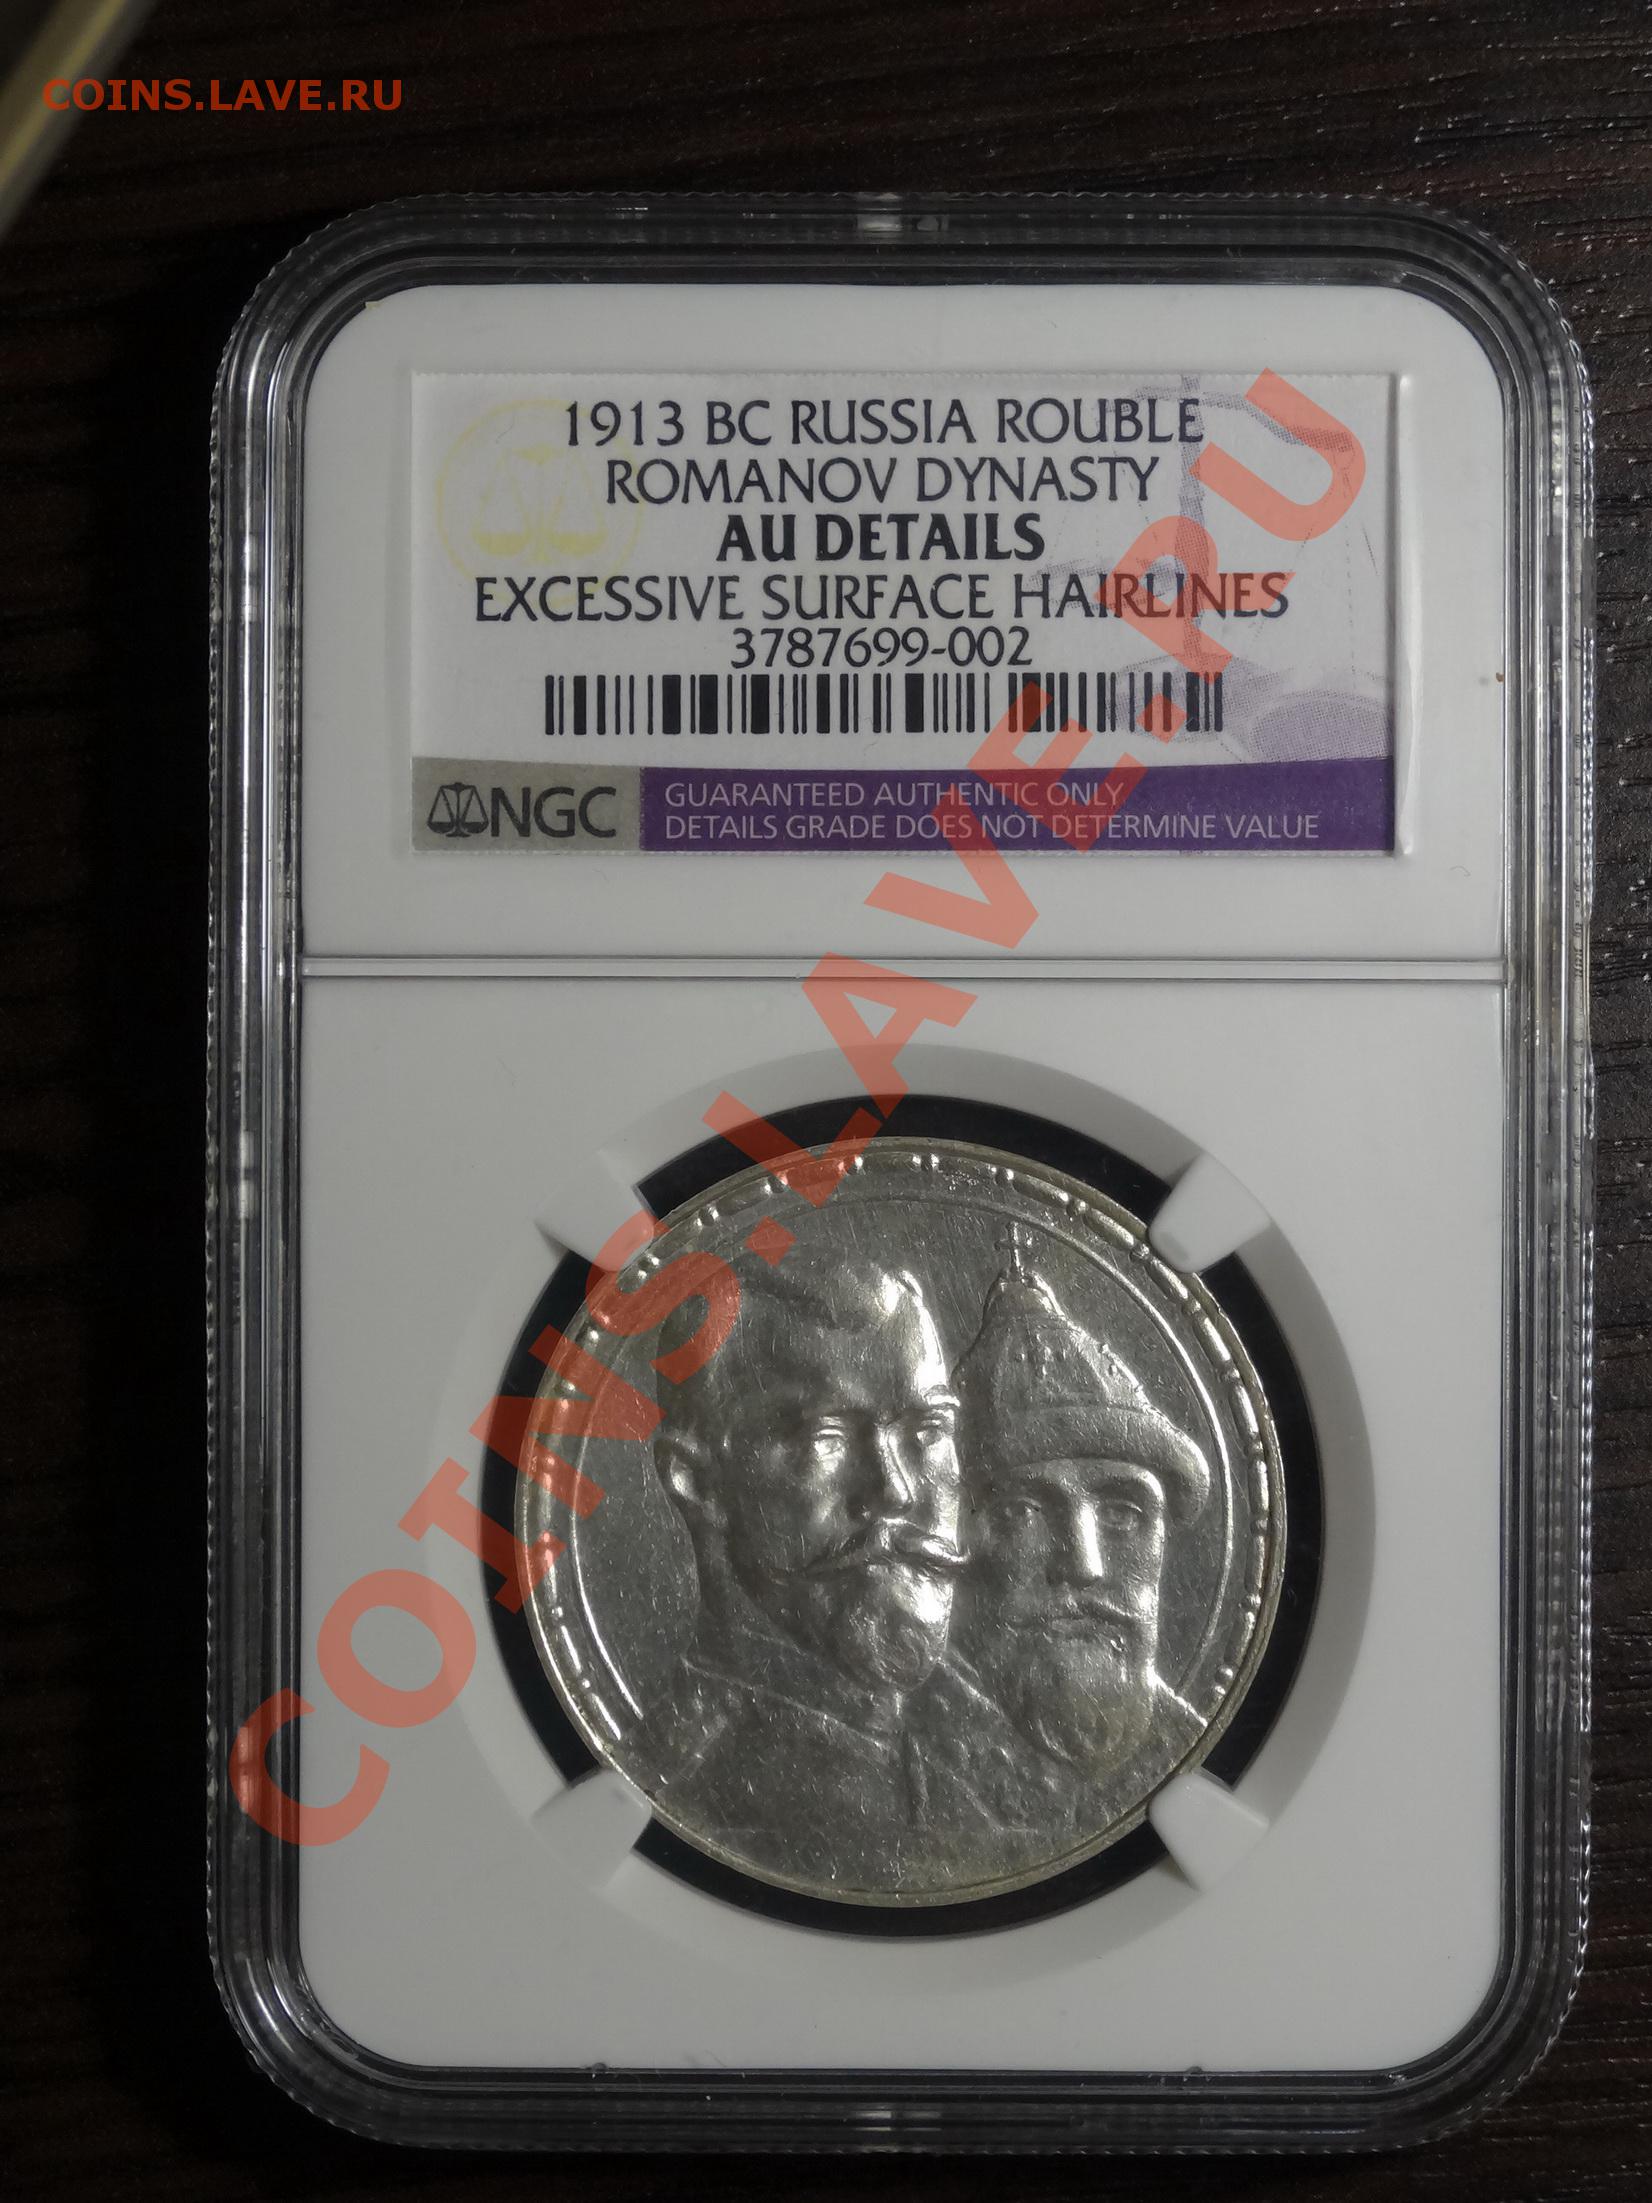 COINS.LAVE.RU
1913 BC RUSSIA ROUBLE
ROMANOV DYNASTY
AU DETAILS
EXCESSIVE SURFACE HAIRLINES
3787699-002
NGC
GUARANTEED AUTHENTIC ONLY
DETAILS GRADE DOES NOT DETERMINE VALUE
COINS.LAVE.RU